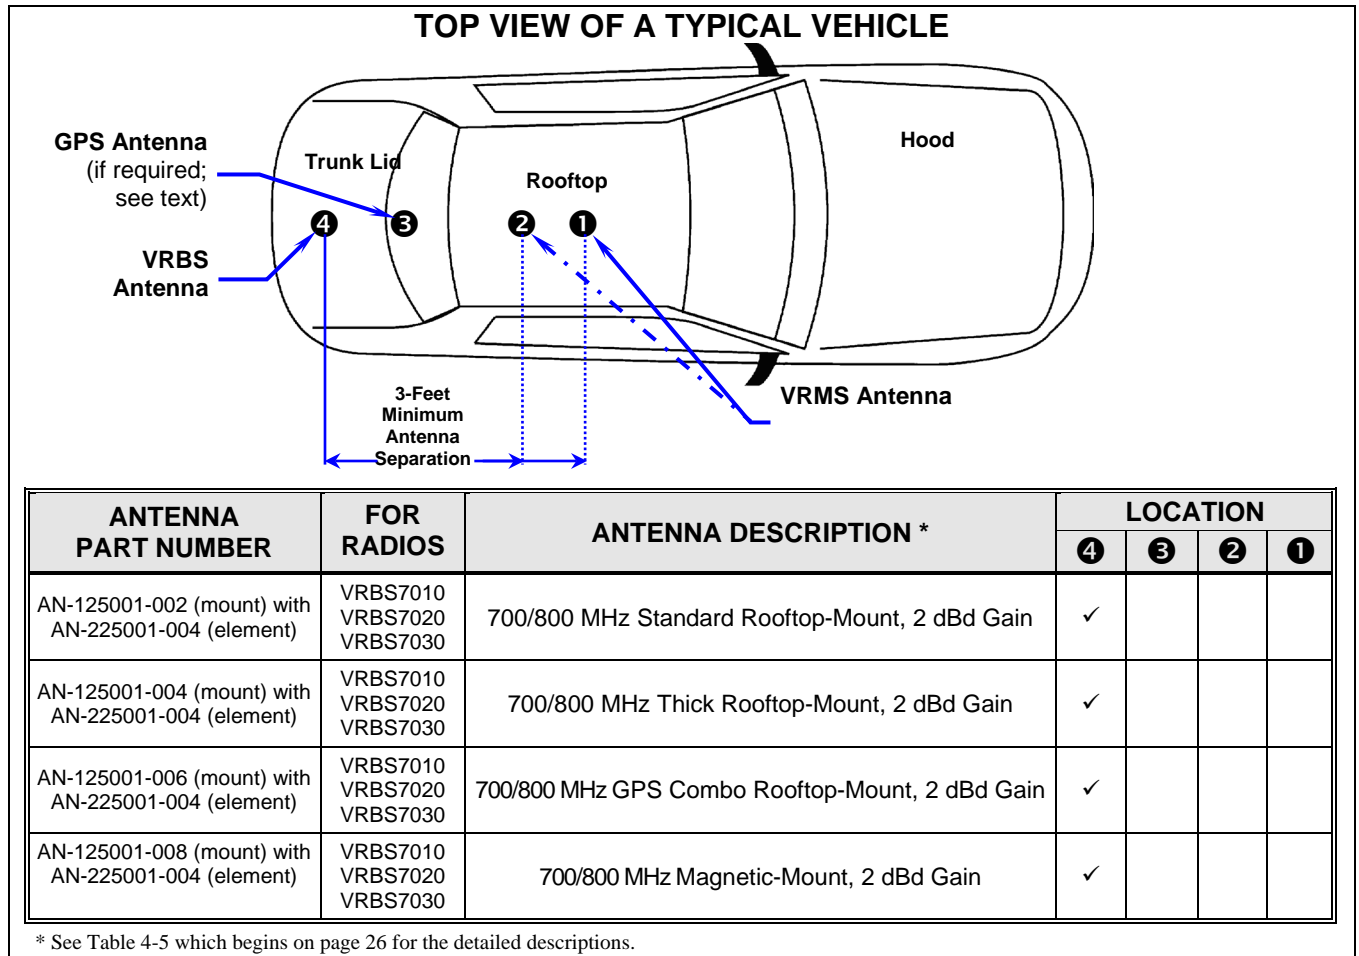 TOP VIEW OF A TYPICAL VEHICLE
GPS Antenna
(if required;
see text)
VRBS
Antenna
Trunk Lid
Rooftop
Hood
❹
❸
❷
❶
3-Feet
Minimum
Antenna
Separation
VRMS Antenna
ANTENNA
PART NUMBER
FOR
RADIOS
ANTENNA DESCRIPTION *
LOCATION
❹ ❸ ❷ ❶
AN-125001-002 (mount) with
AN-225001-004 (element)
VRBS7010
VRBS7020
VRBS7030
700/800 MHz Standard Rooftop-Mount, 2 dBd Gain
✓
AN-125001-004 (mount) with
AN-225001-004 (element)
VRBS7010
VRBS7020
VRBS7030
700/800 MHz Thick Rooftop-Mount, 2 dBd Gain
✓
AN-125001-006 (mount) with
AN-225001-004 (element)
VRBS7010
VRBS7020
VRBS7030
700/800 MHz GPS Combo Rooftop-Mount, 2 dBd Gain
✓
AN-125001-008 (mount) with
AN-225001-004 (element)
VRBS7010
VRBS7020
VRBS7030
700/800 MHz Magnetic-Mount, 2 dBd Gain
✓
* See Table 4-5 which begins on page 26 for the detailed descriptions.